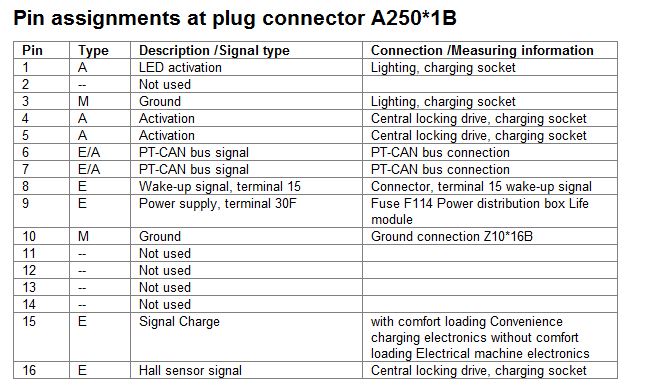 Pin assignments at plug connector A250*1B
Pin Type Description /Signal type Connection /Measuring information
1 A LED activation Lighting, charging socket
2 -- Not used
3 M Ground Lighting, charging socket
4 A Activation Central locking drive, charging socket
5 A Activation Central locking drive, charging socket
6 E/A PT-CAN bus signal PT-CAN bus connection
7 E/A PT-CAN bus signal PT-CAN bus connection
8 E Wake-up signal, terminal 15 Connector, terminal 15 wake-up signal
9 E Power supply, terminal 30F Fuse F114 Power distribution box Life
module
10 M Ground Ground connection Z10*16B
11 -- Not used
12 -- Not used
13 -- Not used
14 -- Not used
15 E Signal Charge with comfort loading Convenience
charging electronics without comfort
loading Electrical machine electronics
16 E Hall sensor signal Central locking drive, charging socket